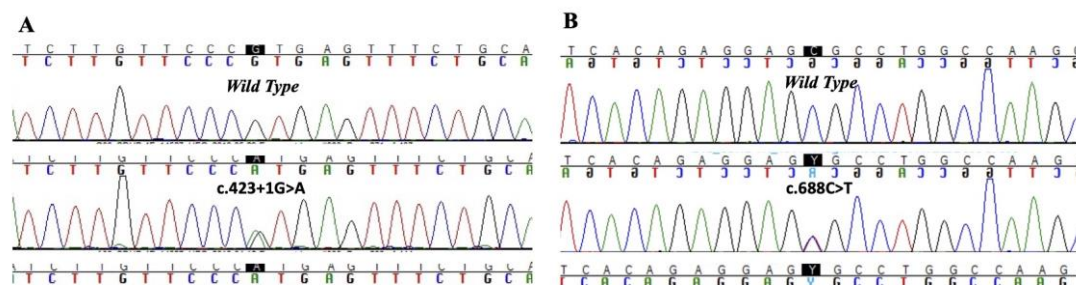 A
T C T T G T T C C C G T G A G T T T C T G C A
T C T T G T T C C C G T G A G T T T C T G C A
Wild Type
T C T T G T T C C C A T G A G T T T C T G C A
T C T T G T T C C C A T G A G T T T C T G C A
c.423+1G>A
T C T T G T T C C C A T G A G T T T C T G C A
T C T T G T T C C C A T G A G T T T C T G C A
B
T C A C A G A G G A G C G C C T G G C C A A G C
A G T G T C T C C T C G C G G A C C G G T T C G
Wild Type
T C A C A G A G G A G Y G C C T G G C C A A G
A G T G T C T C C T C R C G G A C C G G T T C
c.688C>T
T C A C A G A G G A G Y G C C T G G C C A A G
T C A C A G A G G A G Y G C C T G G C C A A G